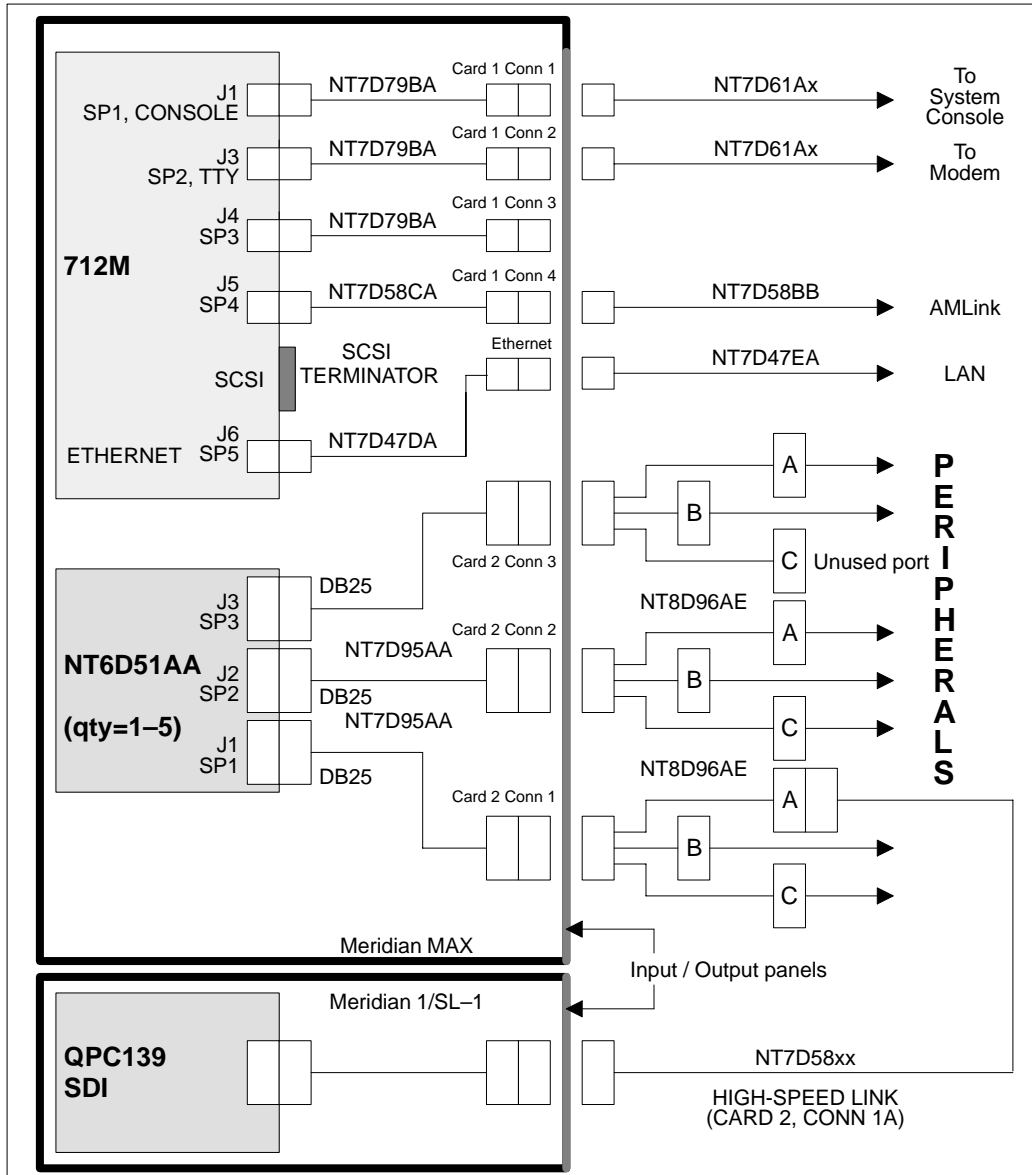 J1
SP1, CONSOLE
NT7D79BA
Card 1 Conn 1
NT7D61Ax
To
System
Console
J3
SP2, TTY
NT7D79BA
Card 1 Conn 2
NT7D61Ax
To
Modem
J4
SP3
NT7D79BA
Card 1 Conn 3
712M
J5
SP4
NT7D58CA
Card 1 Conn 4
NT7D58BB
AMLink
SCSI
SCSI
TERMINATOR
Ethernet
NT7D47EA
LAN
ETHERNET
J6
SP5
NT7D47DA
A
B
C
Unused port
PERIPHERALS
Card 2 Conn 3
J3
SP3
DB25
NT6D51AA
(qty=1–5)
J2
SP2
NT7D95AA
DB25
Card 2 Conn 2
NT8D96AE
A
B
C
J1
SP1
NT7D95AA
DB25
Card 2 Conn 1
NT8D96AE
A
B
C
Meridian MAX
Input / Output panels
Meridian 1/SL–1
QPC139
SDI
NT7D58xx
HIGH-SPEED LINK
(CARD 2, CONN 1A)